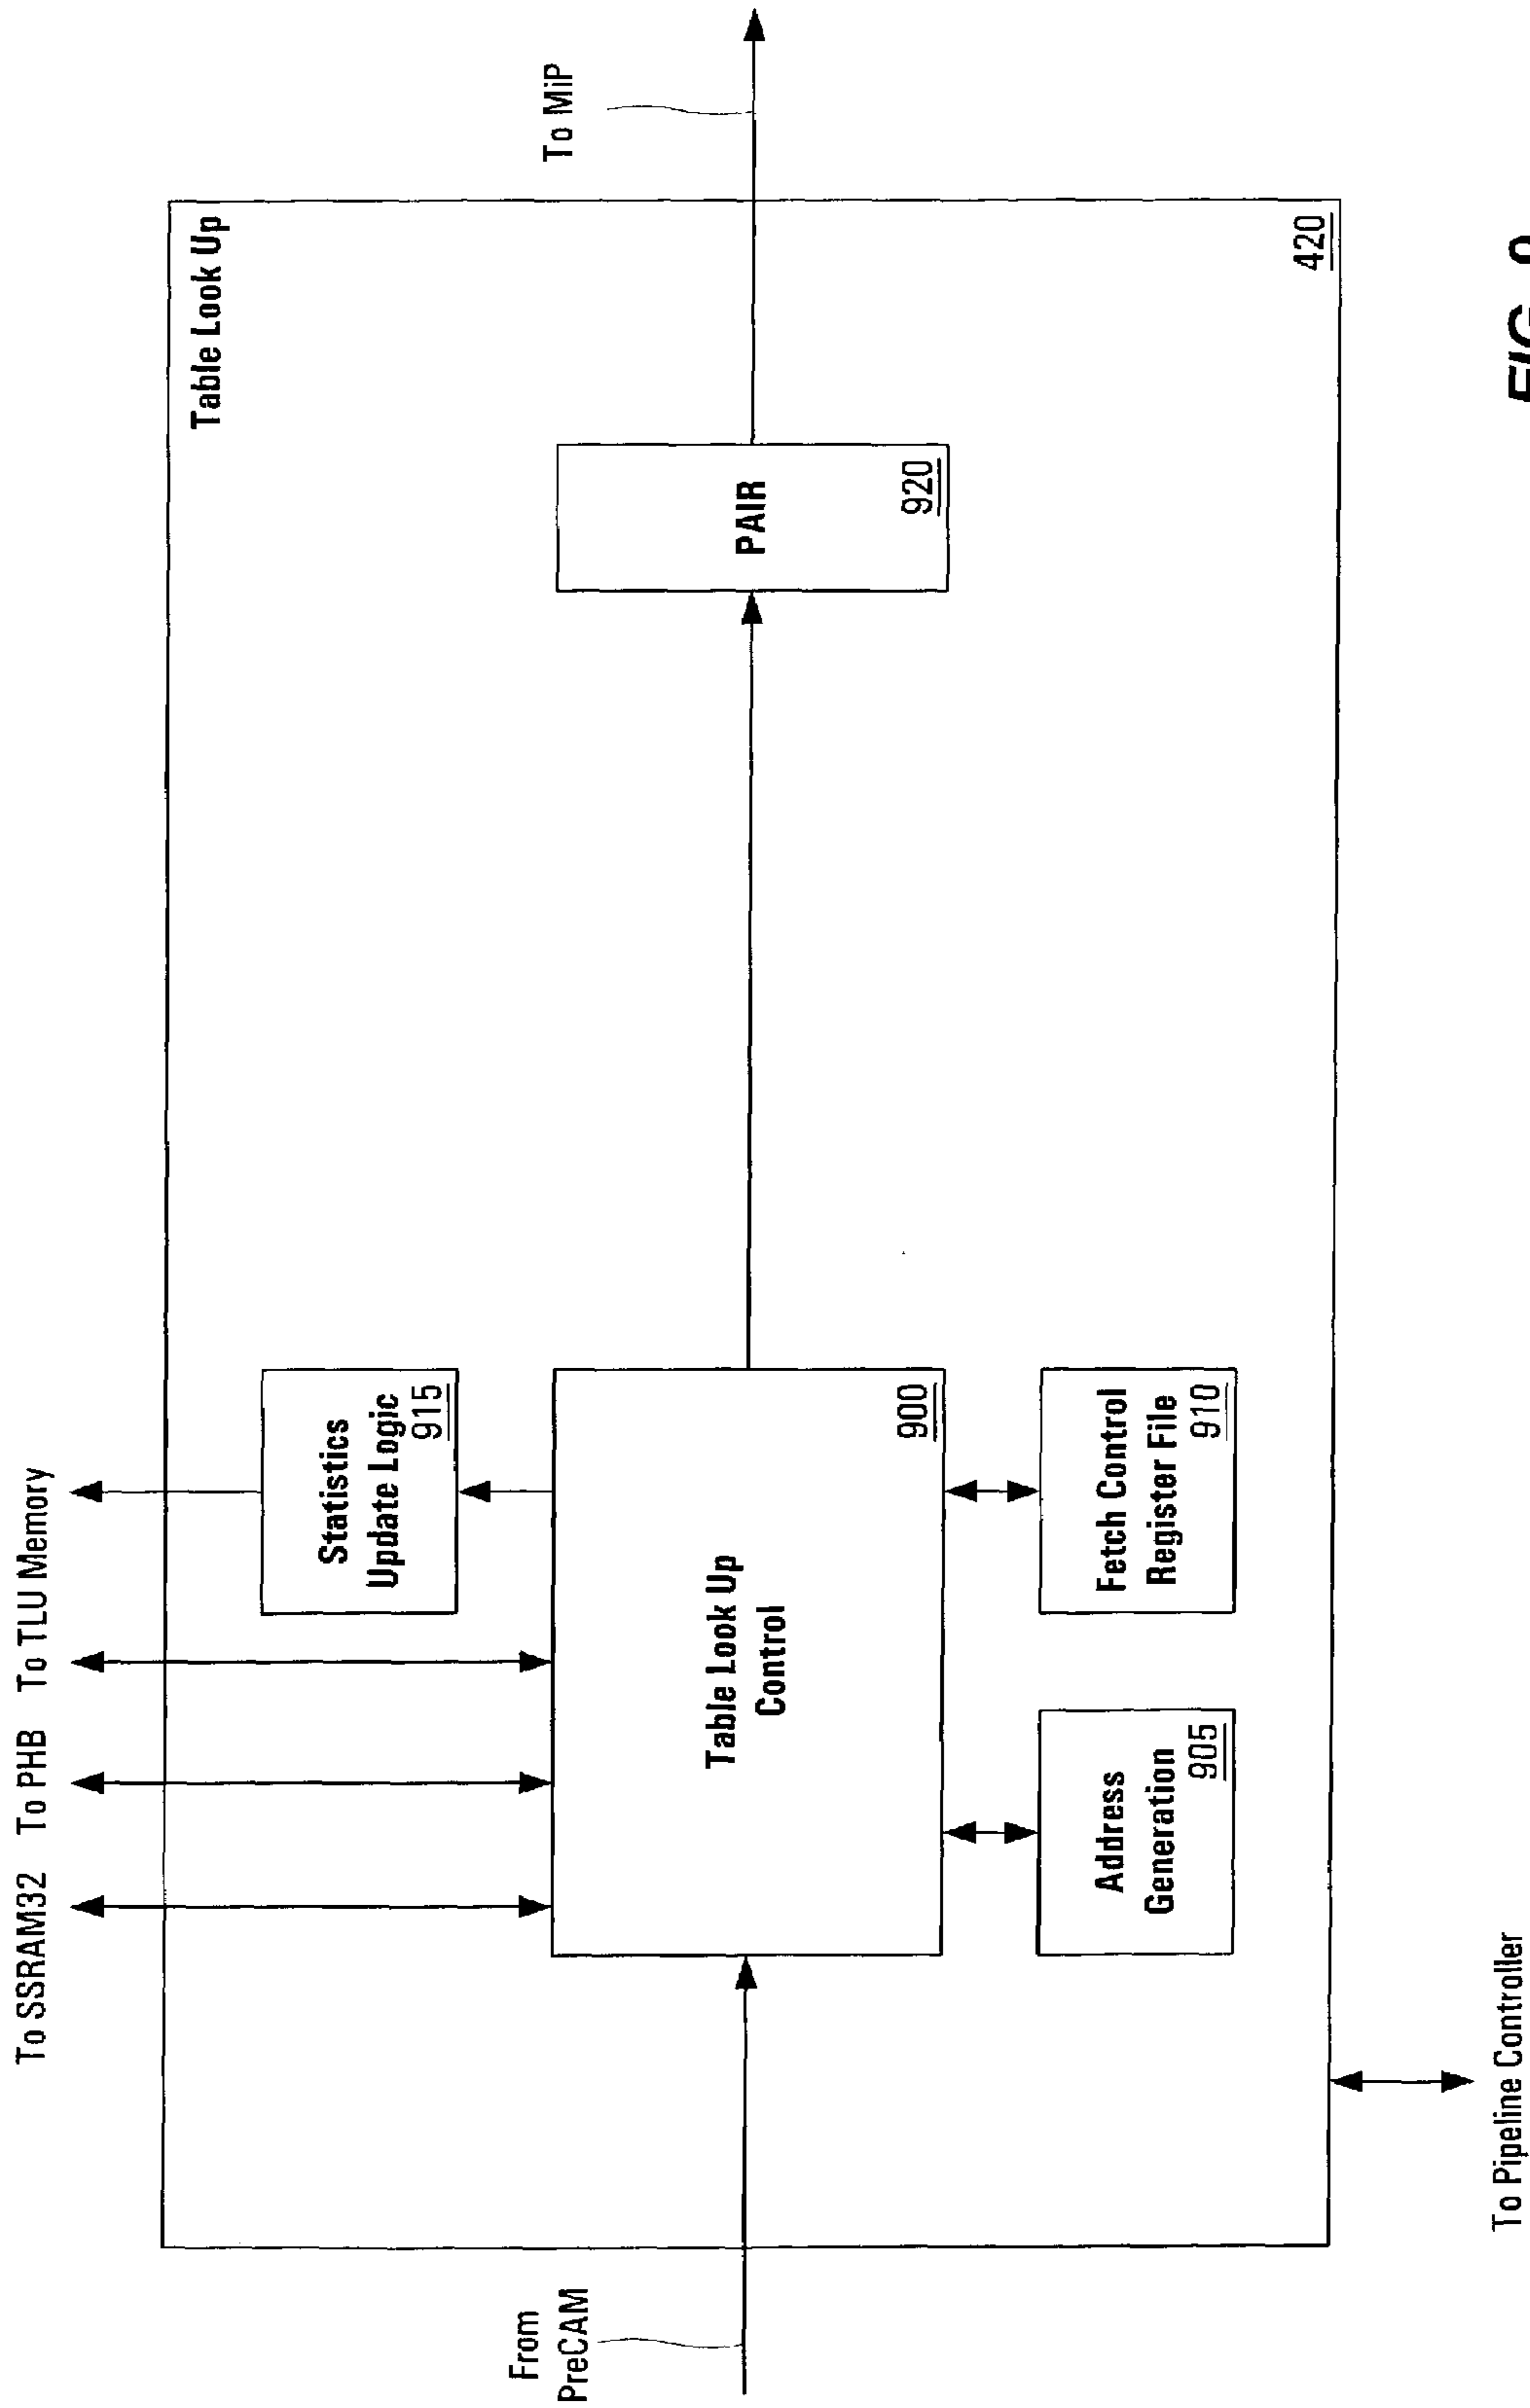 To SSRAM32
To PHB
To TLU Memory
Table Look Up
Statistics
Update Logic
915
From
PreCAM
Table Look Up
Control
900
PAIR
920
To MiP
Address
Generation
905
Fetch Control
Register File
910
420
To Pipeline Controller
FIG.